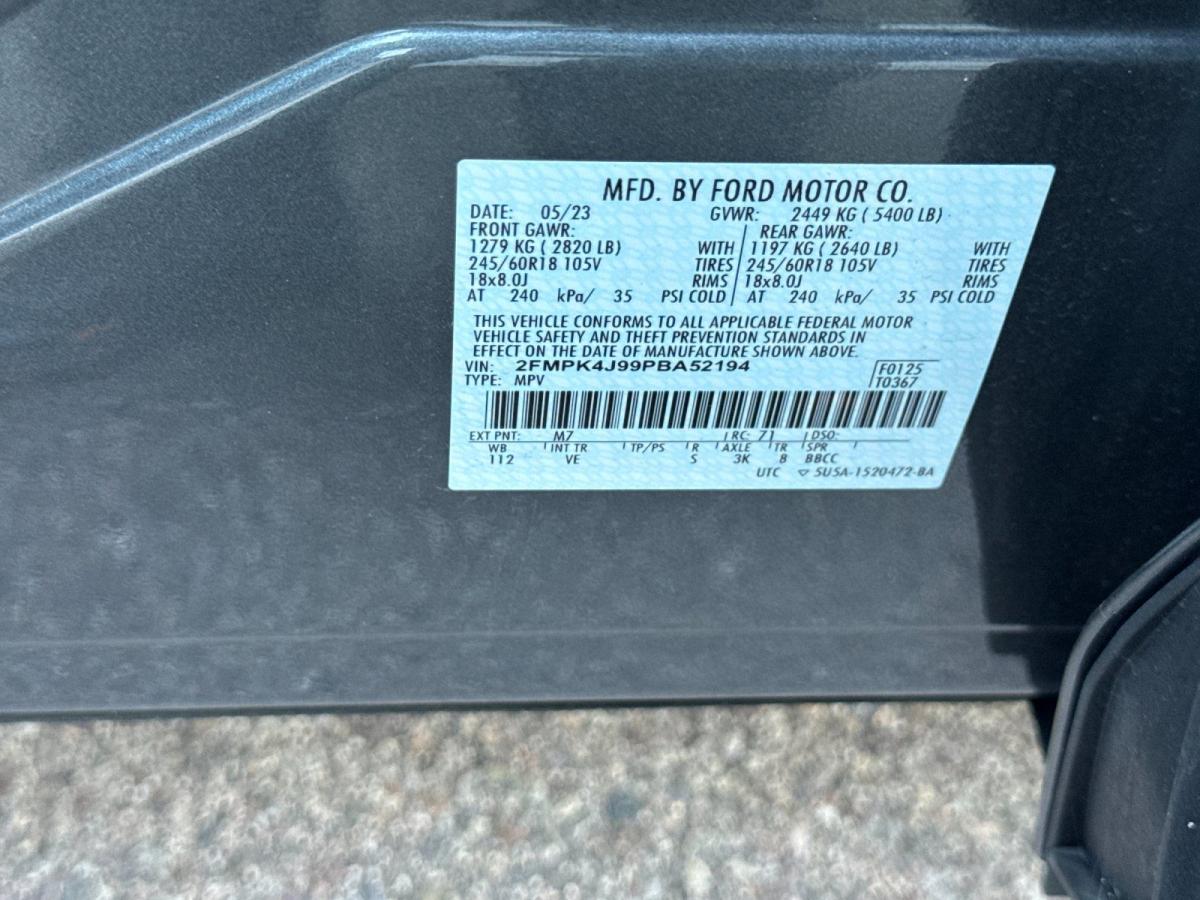 MFD. BY FORD MOTOR CO.
DATE: 05/23 GVWR: 2449 KG ( 5400 LB)
FRONT GAWR: REAR GAWR:
1279 KG ( 2820 LB) WITH 1197 KG ( 2640 LB) WITH
245/60R18 105V TIRES 245/60R18 105V TIRES
18x8.0J RIMS 18x8.0J RIMS
AT 240 kPa/ 35 PSI COLD AT 240 kPa/ 35 PSI COLD
THIS VEHICLE CONFORMS TO ALL APPLICABLE FEDERAL MOTOR
VEHICLE SAFETY AND THEFT PREVENTION STANDARDS IN
EFFECT ON THE DATE OF MANUFACTURE SHOWN ABOVE.
VIN: 2FMPK4J99PBA52194 F0125
TYPE: MPV T0367
EXT PNT: M7 RC: 71 DSO:
WB INT TR TP/PS R AXLE TR SPR
112 VE S 3K 8 BBCC
UTC ▽ 5U5A-1520472-BA